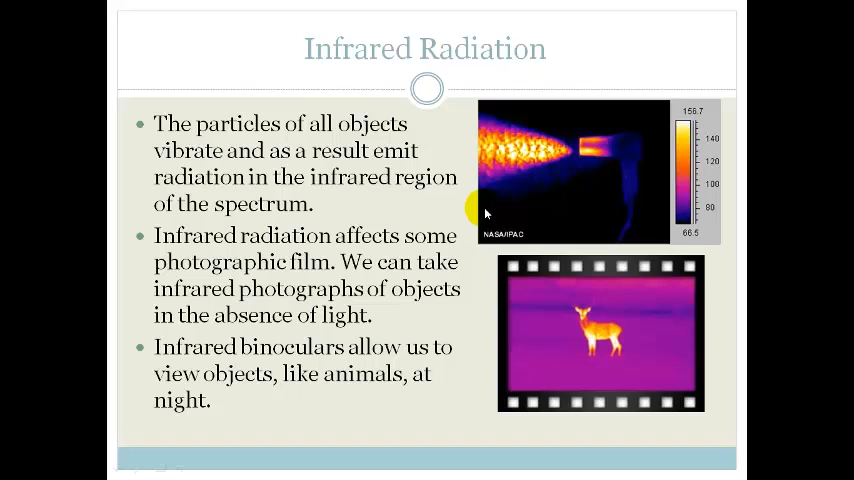 Infrared Radiation
The particles of all objects
vibrate and as a result emit
radiation in the infrared region
of the spectrum.
Infrared radiation affects some
photographic film. We can take
infrared photographs of objects
in the absence of light.
Infrared binoculars allow us to
view objects, like animals, at
night.
156.7
140
120
100
80
66.5
NASA/IPAC